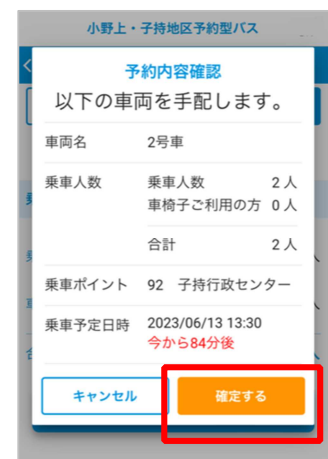 小野上・子持地区予約型バス
予約内容確認
以下の車両を手配します。
車両名 2号車
乗車人数 乗車人数 2人
車椅子ご利用の方 0人
合計 2人
乗車ポイント 92 子持行政センター
乗車予定日時 2023/06/13 13:30
今から84分後
キャンセル 確定する